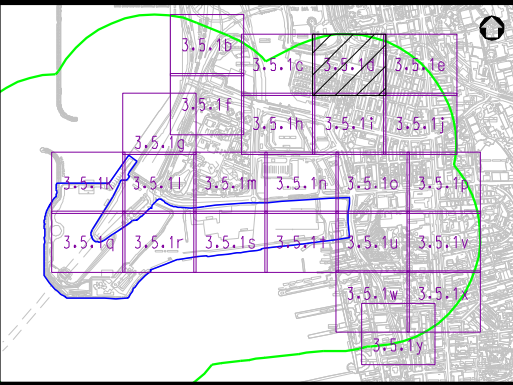 3.5.1b
3.5.1c
3.5.1d
3.5.1e
3.5.1f
3.5.1g
3.5.1h
3.5.1i
3.5.1j
3.5.1k
3.5.1l
3.5.1m
3.5.1n
3.5.1o
3.5.1p
3.5.1q
3.5.1r
3.5.1s
3.5.1t
3.5.1u
3.5.1v
3.5.1w
3.5.1x
3.5.1y